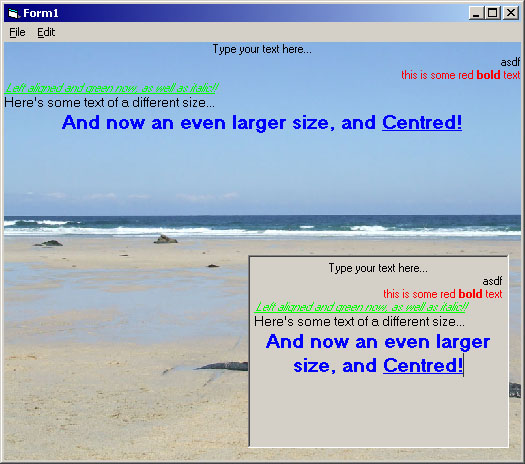 Form1
File Edit
Type your text here...
asdf
this is some red bold text
Left aligned and green now, as well as italic!!
Here's some text of a different size...
And now an even larger size, and Centred!
Type your text here...
asdf
this is some red bold text
Left aligned and green now, as well as italic!!
Here's some text of a different size...
And now an even larger
size, and Centred!